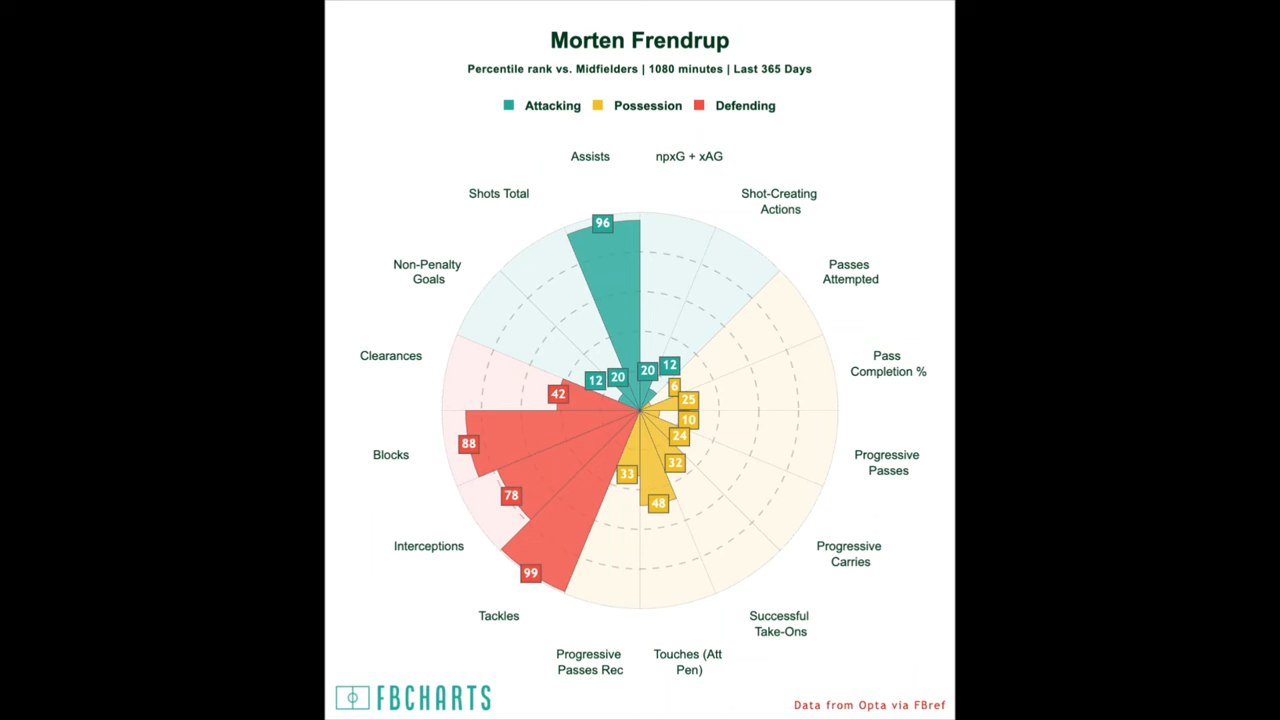 Morten Frendrup
Percentile rank vs. Midfielders | 1080 minutes | Last 365 Days
Attacking Possession Defending
Assists
npxG + xAG
Shots Total
Shot-Creating
Actions
Non-Penalty
Goals
Passes
Attempted
Clearances
Pass
Completion %
Blocks
Progressive
Passes
Interceptions
Progressive
Carries
Tackles
Successful
Take-Ons
Progressive
Passes Rec
Touches (Att
Pen)
96
20
12
12
20
6
42
25
88
10
24
32
33
78
48
99
FBCHARTS
Data from Opta via FBref